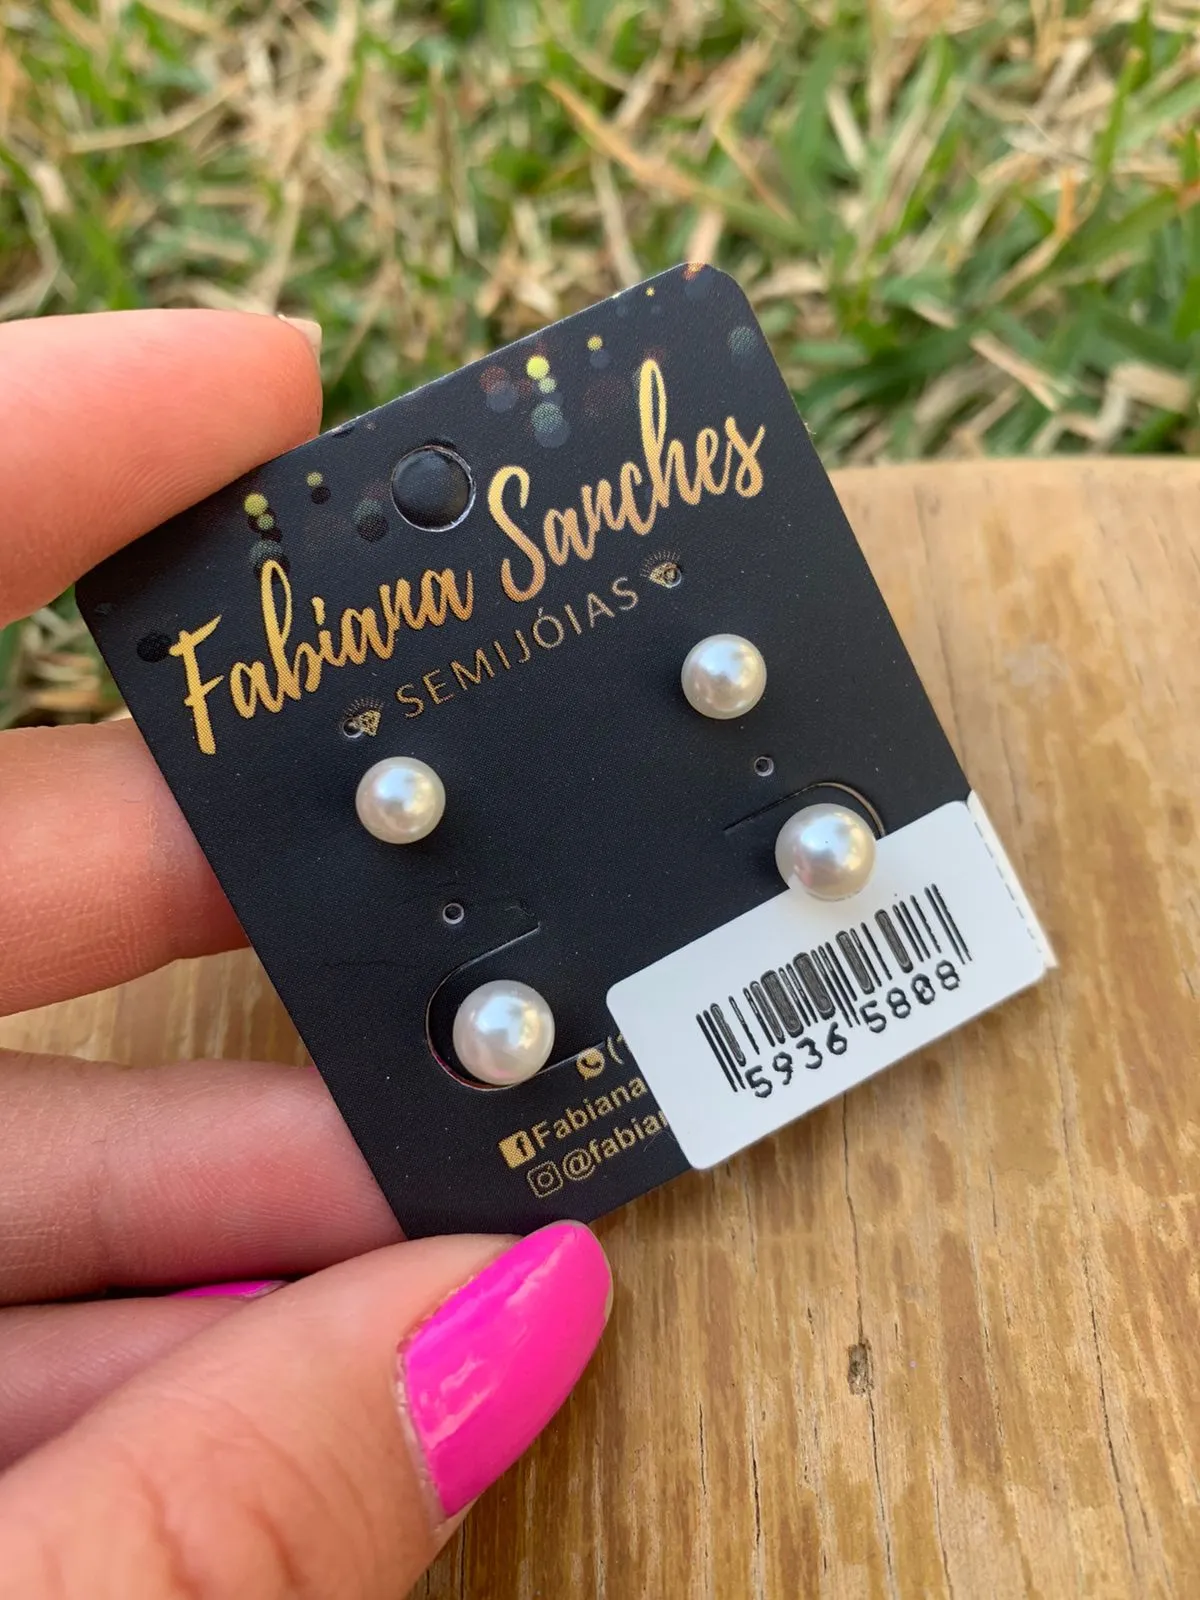 Fabiana Sanches
SEMIJÓIAS
(
Fabiana
@fabia
5936 5808